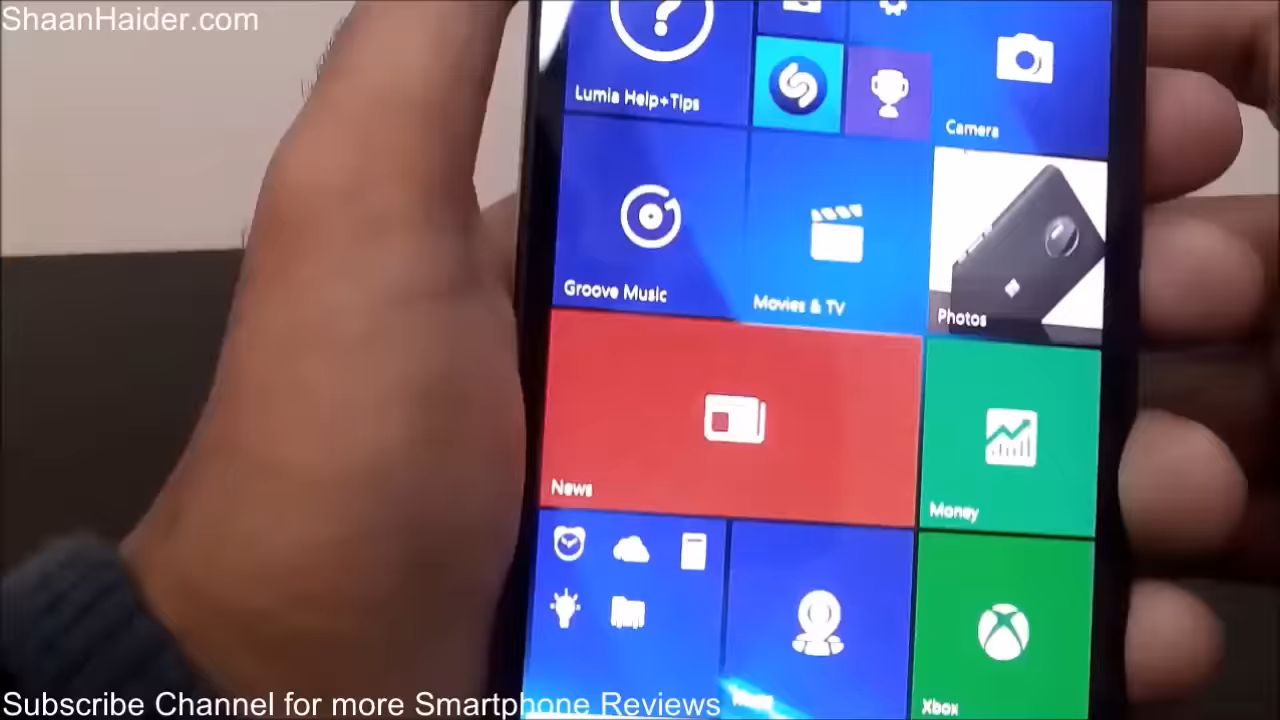 ShaanHaider.com
Lumia Help+Tips
Camera
Groove Music
Movies & TV
Photos
News
Money
Xbox
Subscribe Channel for more Smartphone Reviews